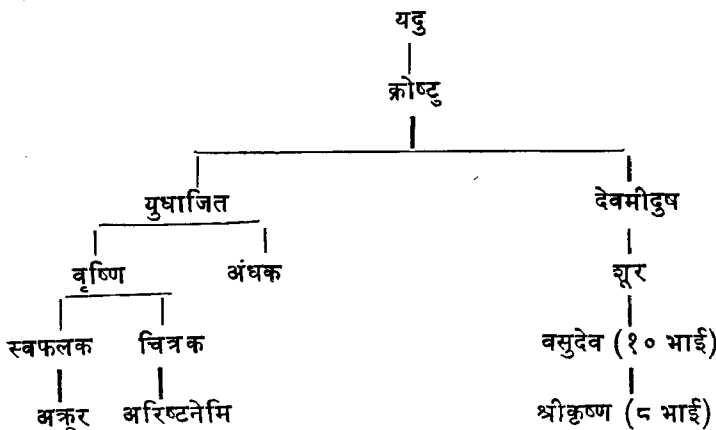 यदु
क्रोष्टु
युधाजित देवमीदुष
वृष्णि अंधक शूर
स्वफलक चित्रक वसुदेव (१० भाई)
अक्रूर अरिष्टनेमि श्रीकृष्ण (८ भाई)